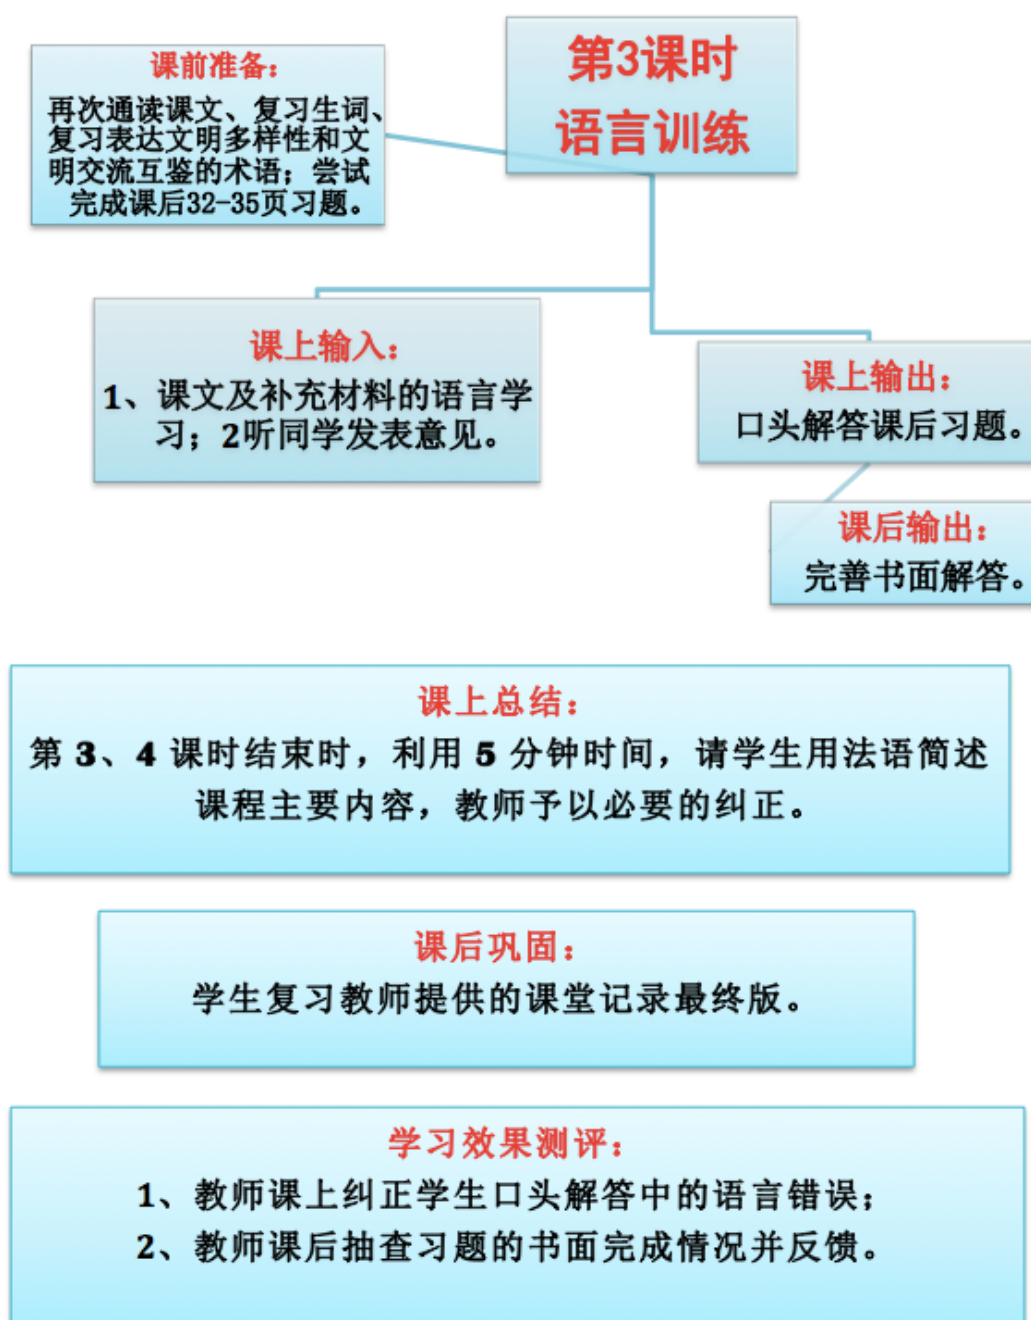 第3课时
语言训练
课前准备：
再次通读课文、复习生词、
复习表达文明多样性和文
明交流互鉴的术语；尝试
完成课后32-35页习题。
课上输入：
1、课文及补充材料的语言学
习；2听同学发表意见。
课上输出：
口头解答课后习题。
课后输出：
完善书面解答。
课上总结：
第 3、4 课时结束时，利用 5 分钟时间，请学生用法语简述
课程主要内容，教师予以必要的纠正。
课后巩固：
学生复习教师提供的课堂记录最终版。
学习效果测评：
1、教师课上纠正学生口头解答中的语言错误；
2、教师课后抽查习题的书面完成情况并反馈。